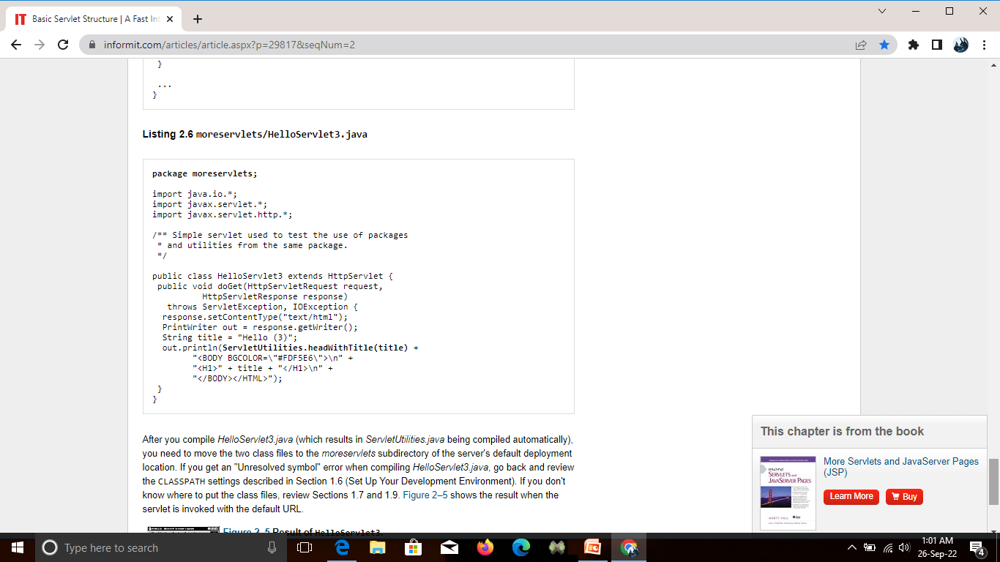 IT Basic Servlet Structure | A Fast Int
informit.com/articles/article.aspx?p=29817&seqNum=2
}
...
}
Listing 2.6 moreservlets/HelloServlet3.java
package moreservlets;
import java.io.*;
import javax.servlet.*;
import javax.servlet.http.*;
/** Simple servlet used to test the use of packages
* and utilities from the same package.
*/
public class HelloServlet3 extends HttpServlet {
public void doGet(HttpServletRequest request,
HttpServletResponse response)
throws ServletException, IOException {
response.setContentType("text/html");
PrintWriter out = response.getWriter();
String title = "Hello (3)";
out.println(ServletUtilities.headWithTitle(title) +
"<BODY BGCOLOR=\"#FDF5E6\">\n" +
"<H1>" + title + "</H1>\n" +
"</BODY></HTML>");
}
}
After you compile HelloServlet3.java (which results in ServletUtilities.java being compiled automatically),
you need to move the two class files to the moreservlets subdirectory of the server's default deployment
location. If you get an "Unresolved symbol" error when compiling HelloServlet3.java, go back and review
the CLASSPATH settings described in Section 1.6 (Set Up Your Development Environment). If you don't
know where to put the class files, review Sections 1.7 and 1.9. Figure 2–5 shows the result when the
servlet is invoked with the default URL.
Figure 2–5 Result of HelloServlet3.
This chapter is from the book
more
SERVLETS and
JAVASERVER PAGES
MARTY HALL
More Servlets and JavaServer Pages
(JSP)
Learn More
Buy
Type here to search
1:01 AM
26-Sep-22
4